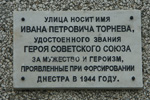 УЛИЦА НОСИТ ИМЯ
ИВАНА ПЕТРОВИЧА ТОРНЕВА,
УДОСТОЕННОГО ЗВАНИЯ
ГЕРОЯ СОВЕТСКОГО СОЮЗА
ЗА МУЖЕСТВО И ГЕРОИЗМ,
ПРОЯВЛЕННЫЕ ПРИ ФОРСИРОВАНИИ
ДНЕСТРА В 1944 ГОДУ.